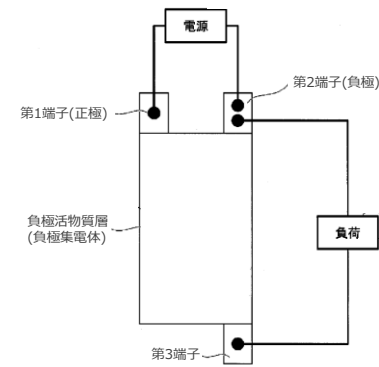 電源
第2端子(負極)
第1端子(正極)
負極活物質層
(負極集電体)
負荷
第3端子